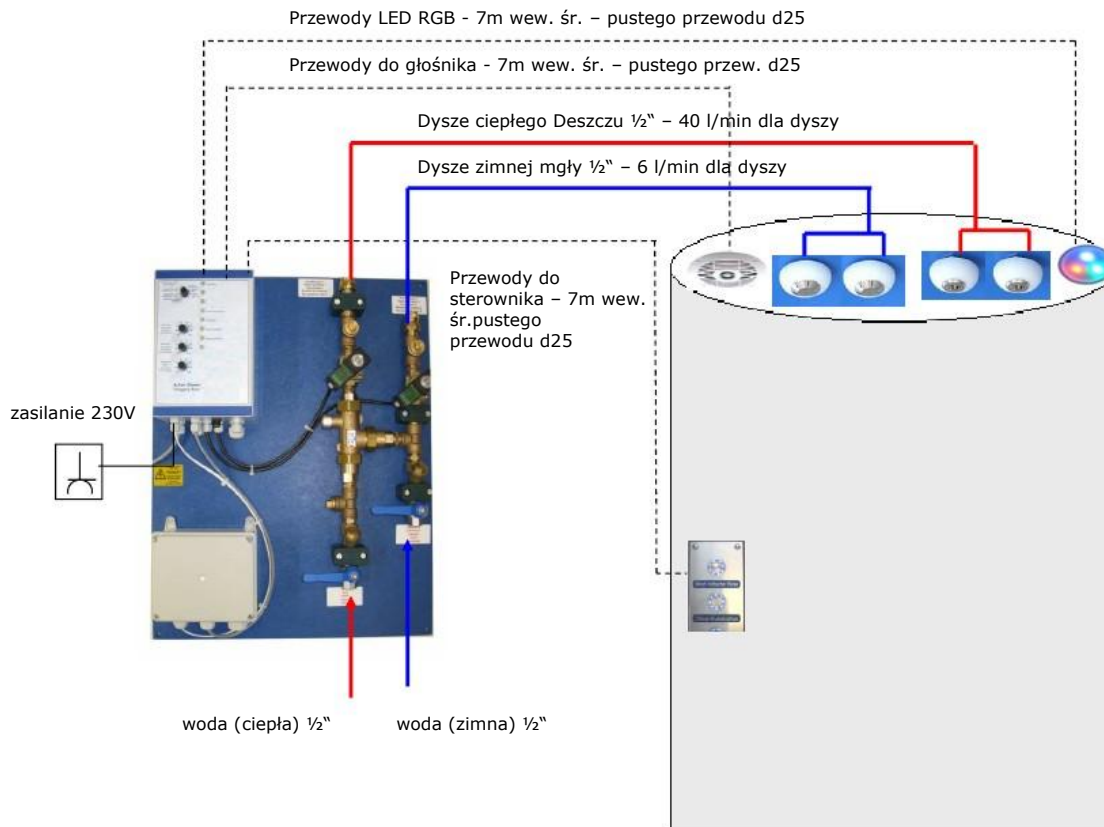 Przewody LED RGB - 7m wew. śr. – pustego przewodu d25
Przewody do głośnika - 7m wew. śr. – pustego przew. d25
Dysze ciepłego Deszczu ½“ – 40 l/min dla dyszy
Dysze zimnej mgły ½“ – 6 l/min dla dyszy
Przewody do
sterownika – 7m wew.
śr.pustego
przewodu d25
zasilanie 230V
woda (ciepła) ½“
woda (zimna) ½“